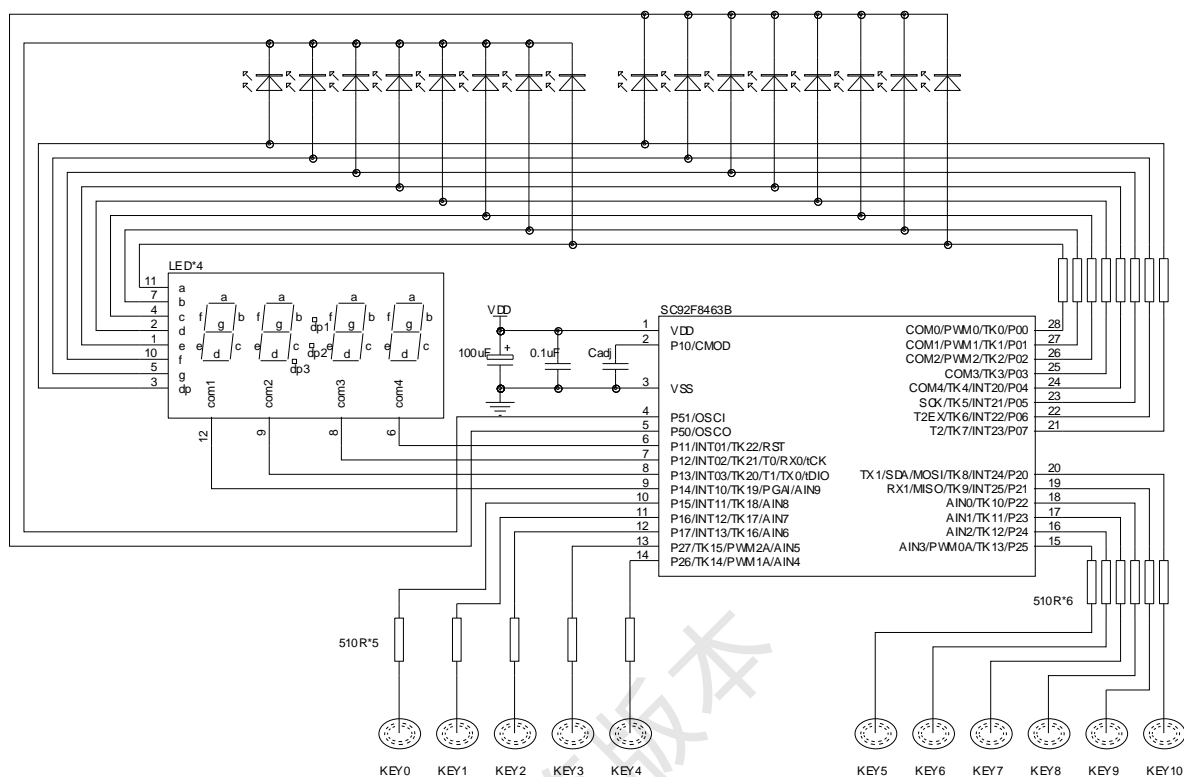 LED*4
11 a
7 b
4 c
2 d
1 e
10 f
5 g
3 dp
a a a a
f b f b f b f b
g g g g
e c e c e c e c
d d d d
dp1
dp2
dp3
com1 com2 com3 com4
12 9 8 6
VDD
100uF
+
0.1uF
Cadj
SC92F8463B
1 VDD
2 P10/CMOD
3 VSS
4 P51/OSCI
5 P50/OSCO
6 P11/INT01/TK22/RST
7 P12/INT02/TK21/T0/RX0/tCK
8 P13/INT03/TK20/T1/TX0/tDIO
9 P14/INT10/TK19/PGAI/AIN9
10 P15/INT11/TK18/AIN8
11 P16/INT12/TK17/AIN7
12 P17/INT13/TK16/AIN6
13 P27/TK15/PWM2A/AIN5
14 P26/TK14/PWM1A/AIN4
COM0/PWM0/TK0/P00 28
COM1/PWM1/TK1/P01 27
COM2/PWM2/TK2/P02 26
COM3/TK3/P03 25
COM4/TK4/INT20/P04 24
SCK/TK5/INT21/P05 23
T2EX/TK6/INT22/P06 22
T2/TK7/INT23/P07 21
TX1/SDA/MOSI/TK8/INT24/P20 20
RX1/MISO/TK9/INT25/P21 19
AIN0/TK10/P22 18
AIN1/TK11/P23 17
AIN2/TK12/P24 16
AIN3/PWM0A/TK13/P25 15
510R*5
510R*6
版本
KEY0 KEY1 KEY2 KEY3 KEY4 KEY5 KEY6 KEY7 KEY8 KEY9 KEY10